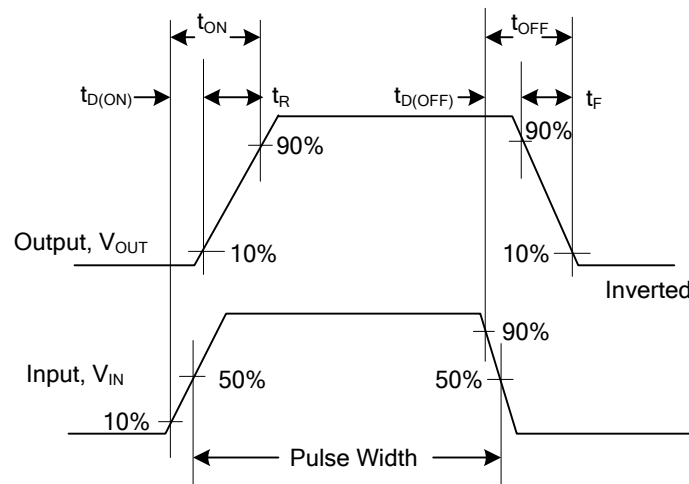 tON
tOFF
tD(ON)
tR
tD(OFF)
tF
90%
90%
Output, VOUT
10%
10%
Inverted
90%
Input, VIN
50%
50%
10%
Pulse Width